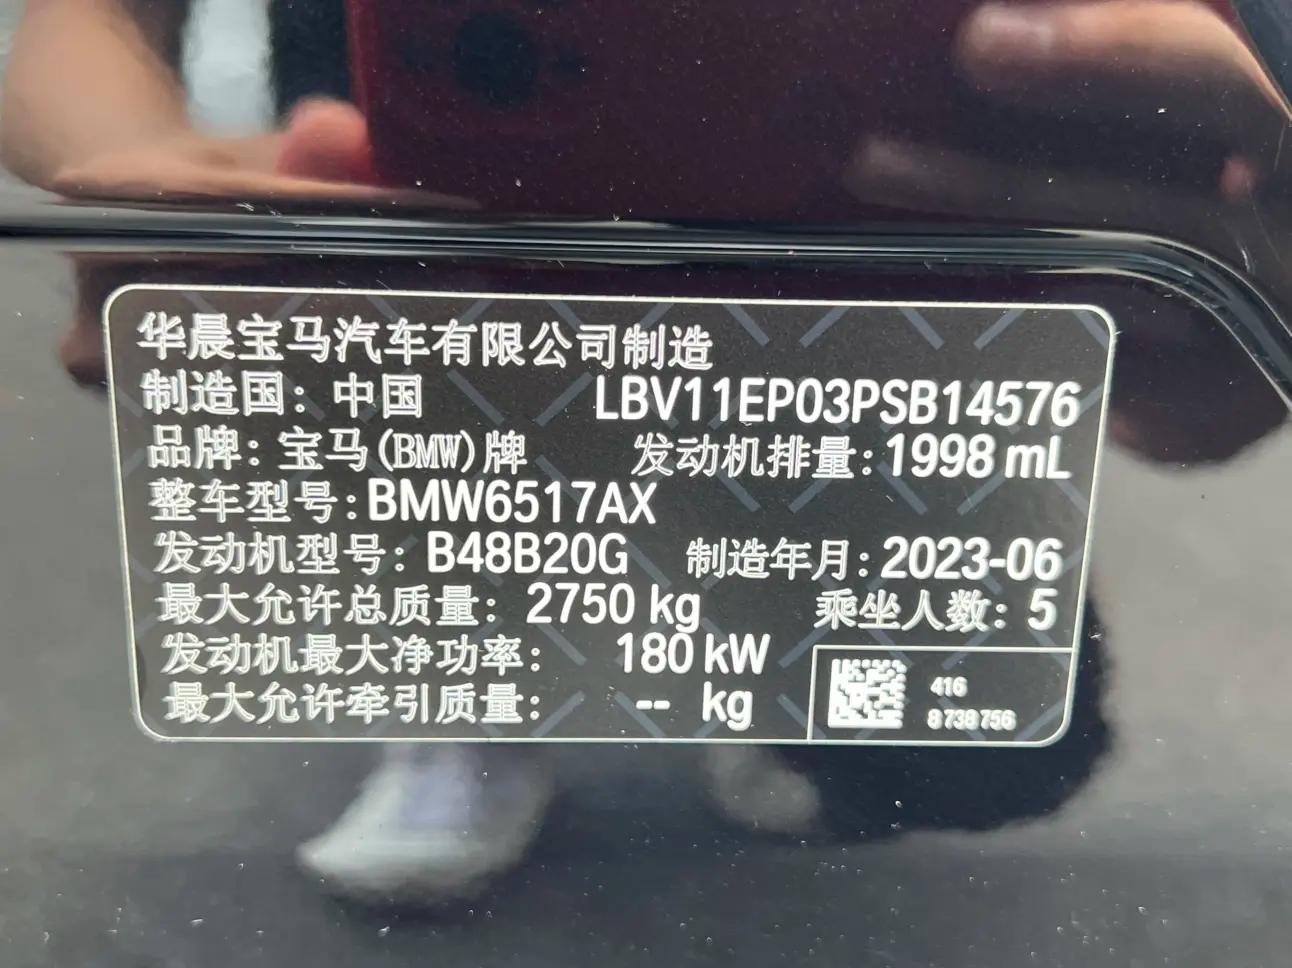 华晨宝马汽车有限公司制造
制造国：中国 LBV11EP03PSB14576
品牌：宝马(BMW)牌 发动机排量：1998 mL
整车型号：BMW6517AX
发动机型号：B48B20G 制造年月：2023-06
最大允许总质量：2750 kg 乘坐人数：5
发动机最大净功率：180 kW
最大允许牵引质量：-- kg
416
8738756